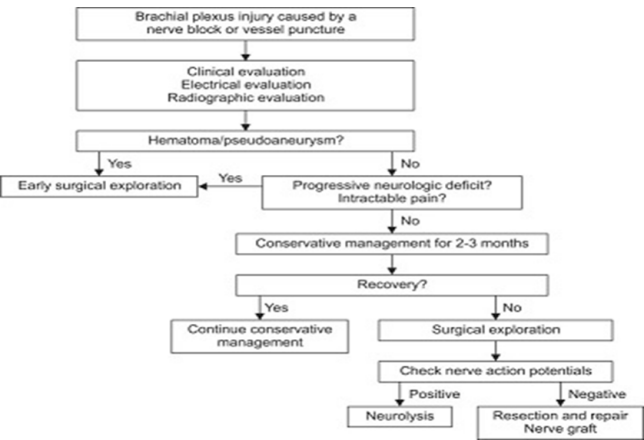 Brachial plexus injury caused by a
nerve block or vessel puncture
Clinical evaluation
Electrical evaluation
Radiographic evaluation
Hematoma/pseudoaneurysm?
Yes
No
Early surgical exploration
Yes
Progressive neurologic deficit?
Intractable pain?
No
Conservative management for 2-3 months
Recovery?
Yes
No
Continue conservative
management
Surgical exploration
Check nerve action potentials
Positive
Negative
Neurolysis
Resection and repair
Nerve graft